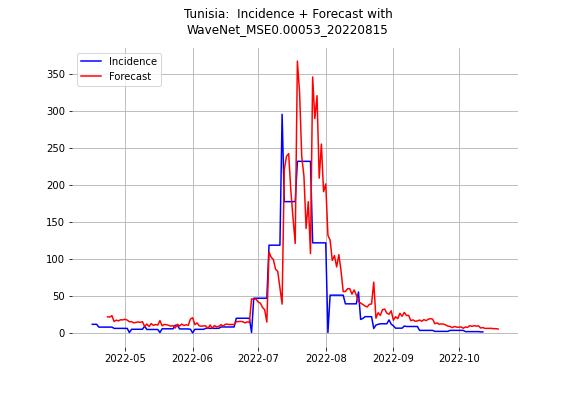 Tunisia:  Incidence + Forecast with
WaveNet_MSE0.00053_20220815
Incidence
Forecast
350
300
250
200
150
100
50
0
2022-05 2022-06 2022-07 2022-08 2022-09 2022-10